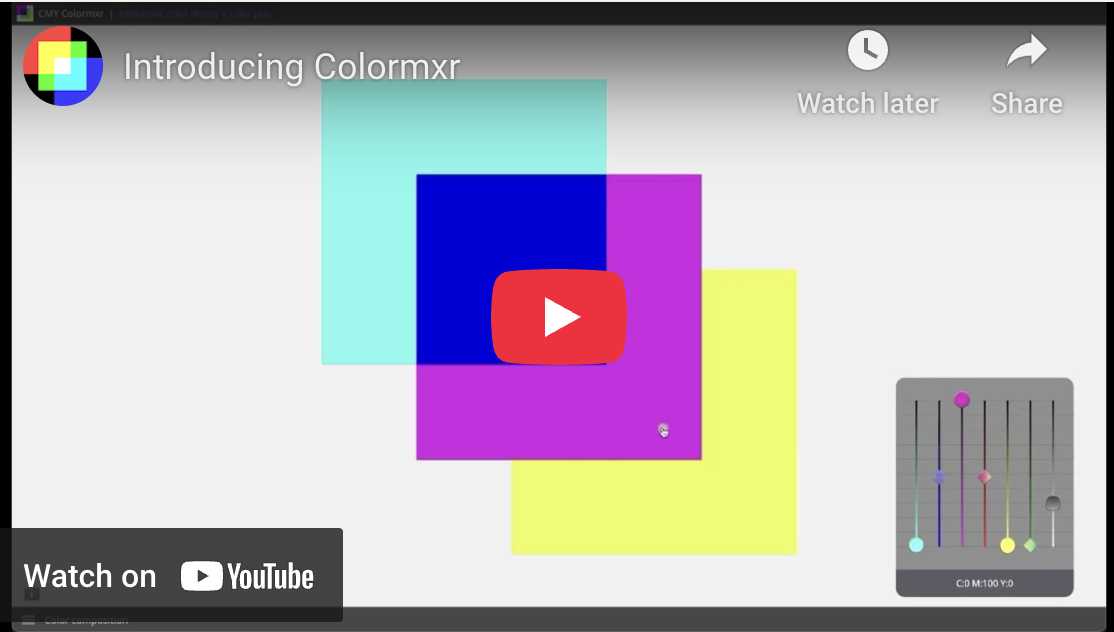 CMY Colormxr | Interactive color theory + color play
Introducing Colormxr
Watch later
Share
C:0 M:100 Y:0
Watch on YouTube
Color composition